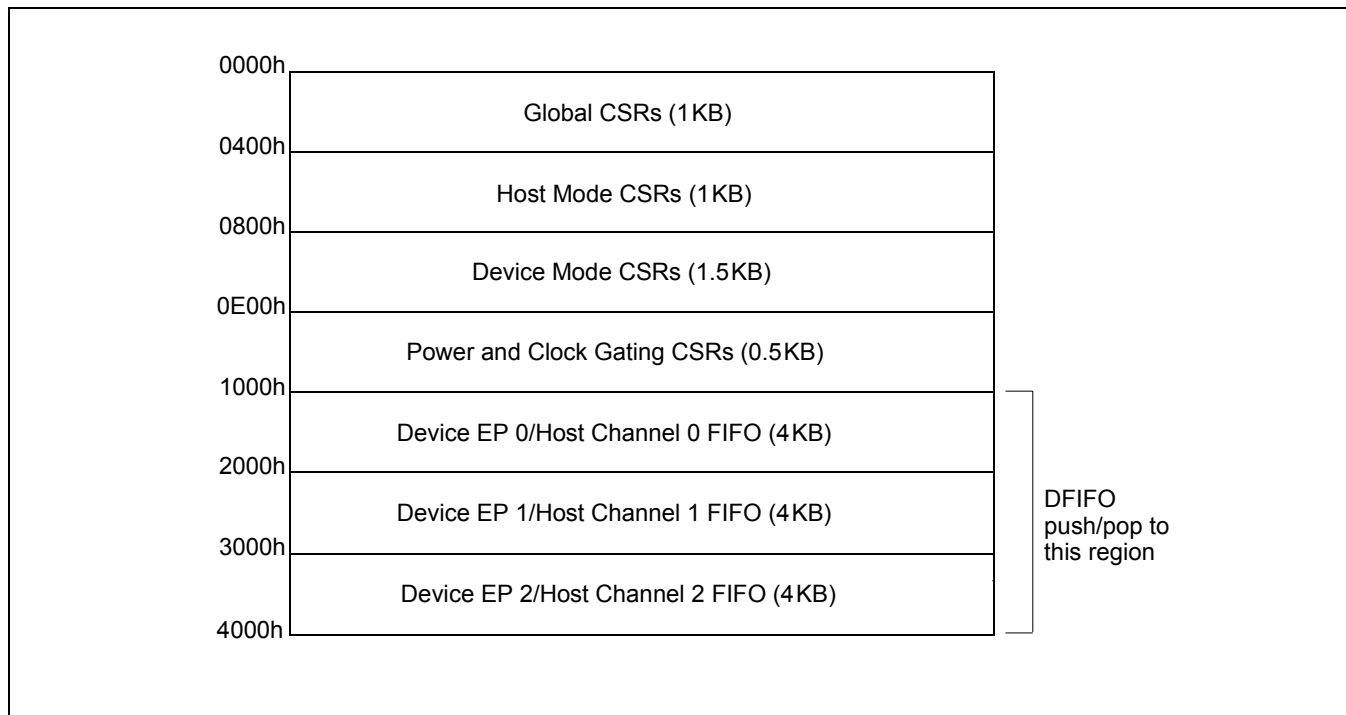 0000h
Global CSRs (1KB)
0400h
Host Mode CSRs (1KB)
0800h
Device Mode CSRs (1.5KB)
0E00h
Power and Clock Gating CSRs (0.5KB)
1000h
Device EP 0/Host Channel 0 FIFO (4KB)
2000h
Device EP 1/Host Channel 1 FIFO (4KB)
3000h
Device EP 2/Host Channel 2 FIFO (4KB)
4000h
DFIFO
push/pop to
this region